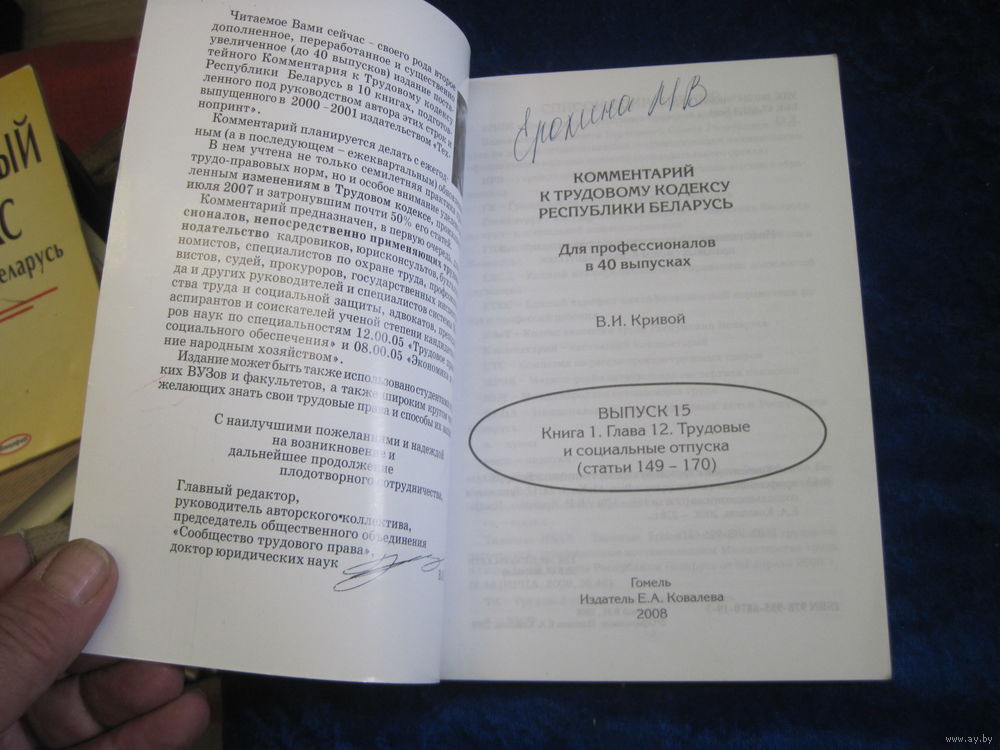 Читаемое Вами сейчас – своего рода второе,
дополненное, переработанное и существенно
увеличенное (до 40 выпусков) издание поста-
тейного Комментария к Трудовому кодексу
Республики Беларусь в 10 книгах, подготов-
ленного под руководством автора этих строк и
выпущенного в 2000 –2001 издательством «Тех-
нопринт».
Комментарий планируется делать с ежегод-
ным (а в последующем – ежеквартальным)
В нем учтена не только семилетняя практика
трудо-правовых норм, но и особое внимание
ленным изменениям в Трудовом кодексе,
июля 2007 и затронувшим почти 50% его статей.
Комментарий предназначен, в первую очередь,
сионалов, непосредственно применяющих
нодательство кадровиков, юрисконсультов,
номистов, специалистов по охране труда,
вистов, судей, прокуроров, государственных
да и других руководителей и специалистов
ства труда и социальной защиты, адвокатов,
аспирантов и соискателей ученой степени
ров наук по специальностям 12.00.05 «Трудовое
социального обеспечения» и 08.00.05 «Экономика
ние народным хозяйством».
Издание может быть также использовано
ких ВУЗов и факультетов, а также широким кругом
желающих знать свои трудовые права и способы их
С наилучшими пожеланиями и надеждой
на возникновение и
дальнейшее продолжение
плодотворного сотрудничества,
Главный редактор,
руководитель авторского коллектива,
председатель общественного объединения
«Сообщество трудового права»,
доктор юридических наук
Ерохина МВ
КОММЕНТАРИЙ
К ТРУДОВОМУ КОДЕКСУ
РЕСПУБЛИКИ БЕЛАРУСЬ
Для профессионалов
в 40 выпусках
В.И. Кривой
ВЫПУСК 15
Книга 1. Глава 12. Трудовые
и социальные отпуска
(статьи 149 – 170)
Гомель
Издатель Е.А. Ковалева
2008
www.ay.by